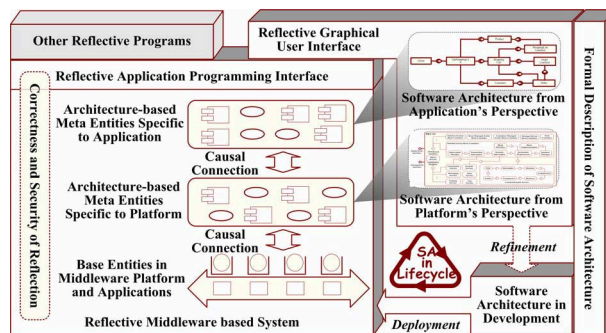 Other Reflective Programs
Reflective Graphical
User Interface
Reflective Application Programming Interface
Correctness and Security of Reflection
Architecture-based
Meta Entities Specific
to Application
Causal
Connection
Architecture-based
Meta Entities Specific
to Platform
Causal
Connection
Base Entities in
Middleware Platform
and Applications
Reflective Middleware based System
Software Architecture from
Application's Perspective
Software Architecture from
Platform's Perspective
SA
in
Lifecycle
Refinement
Software
Architecture in
Development
Deployment
Formal Description of Software Architecture